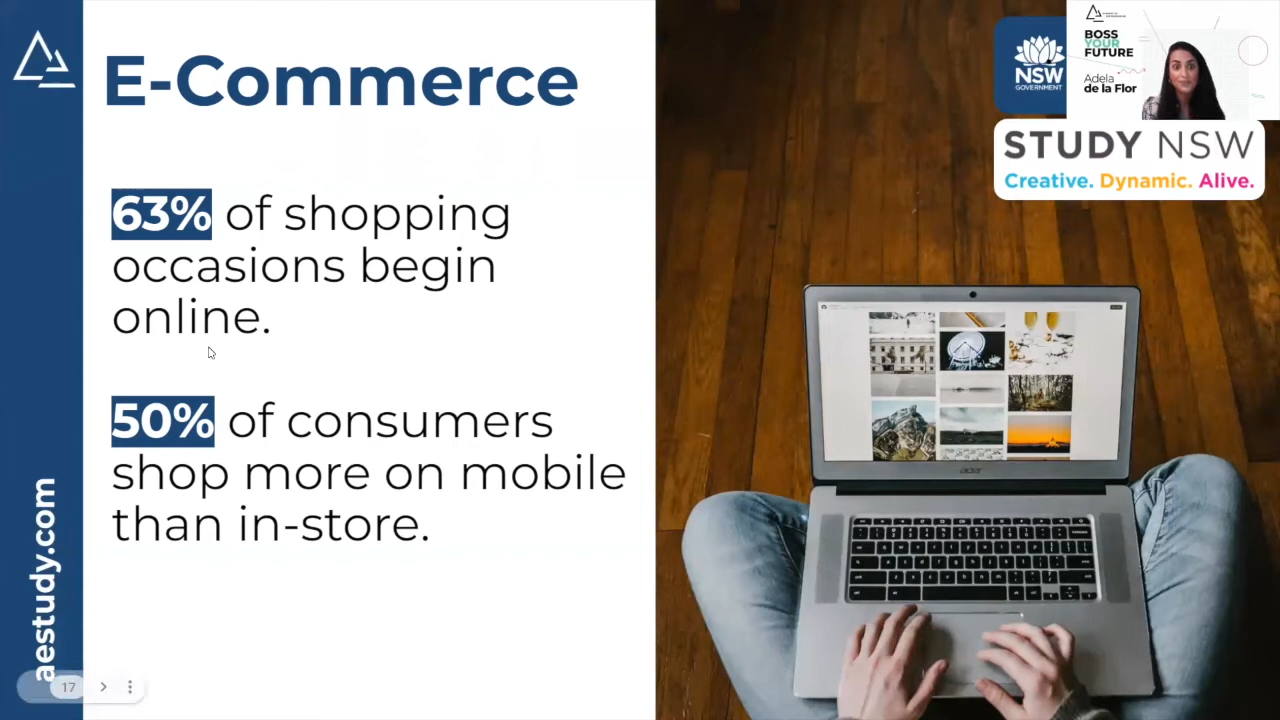 E-Commerce
63% of shopping
occasions begin
online.
50% of consumers
shop more on mobile
than in-store.
aestudy.com
17
NSW
GOVERNMENT
BOSS
YOUR
FUTURE
Adela
de la Flor
STUDY NSW
Creative. Dynamic. Alive.
acer